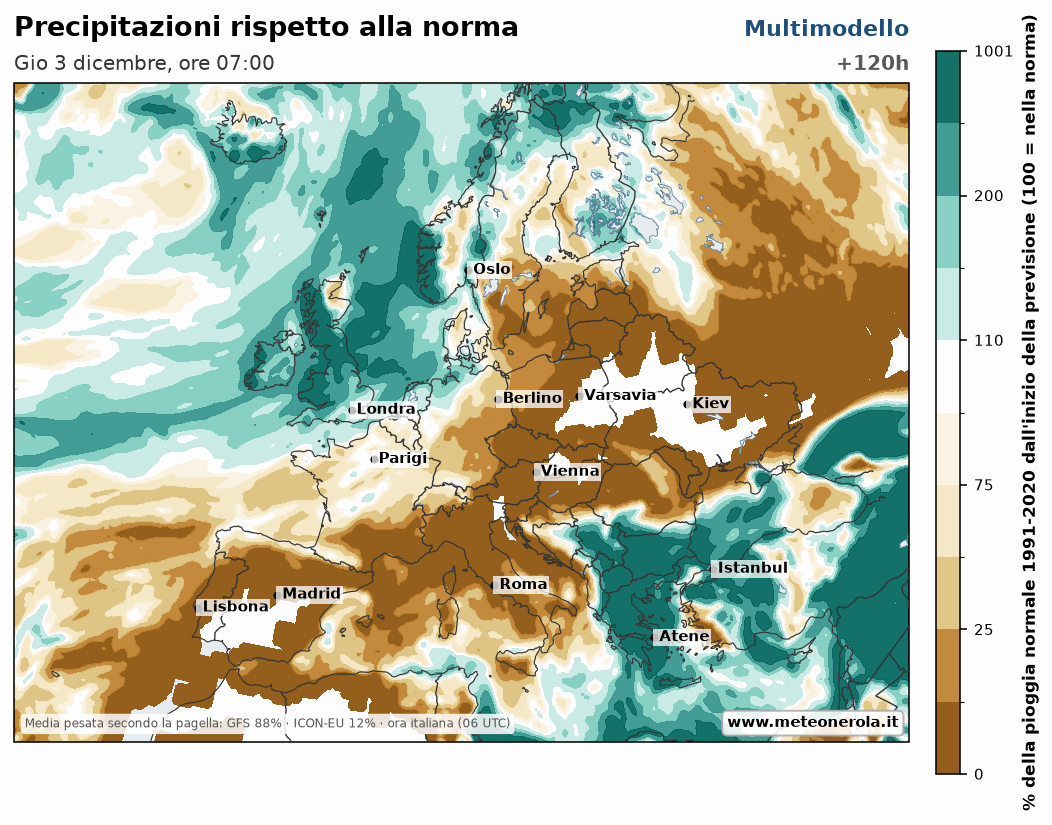 Precipitazioni rispetto alla norma
Multimodello
Gio 3 dicembre, ore 07:00
+120h
Oslo
Berlino
Varsavia
Kiev
Londra
Parigi
Vienna
Istanbul
Roma
Madrid
Lisbona
Atene
Media pesata secondo la pagella: GFS 88% · ICON-EU 12% · ora italiana (06 UTC)
www.meteonerola.it
1001
200
110
75
25
0
% della pioggia normale 1991-2020 dall'inizio della previsione (100 = nella norma)